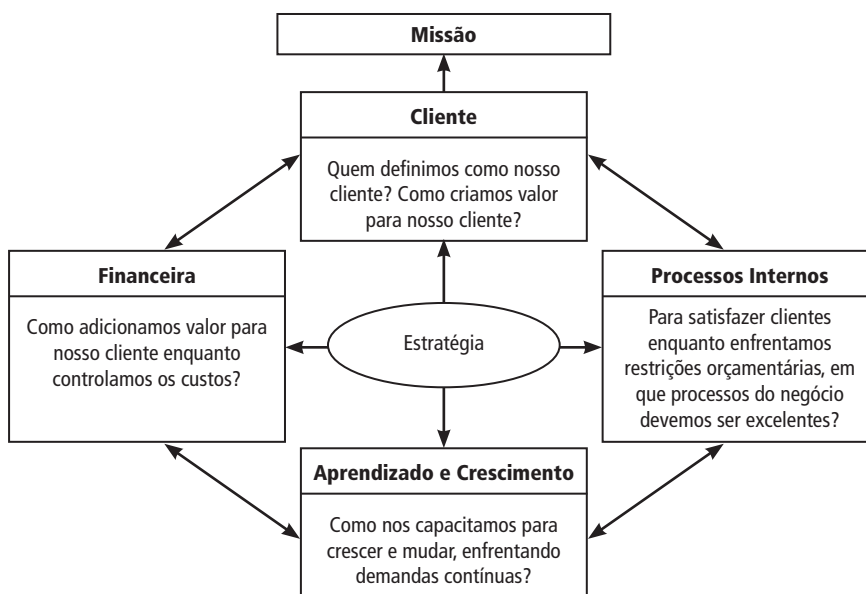 Missão
Cliente
Quem definimos como nosso
cliente? Como criamos valor
para nosso cliente?
Financeira
Como adicionamos valor para
nosso cliente enquanto
controlamos os custos?
Estratégia
Processos Internos
Para satisfazer clientes
enquanto enfrentamos
restrições orçamentárias, em
que processos do negócio
devemos ser excelentes?
Aprendizado e Crescimento
Como nos capacitamos para
crescer e mudar, enfrentando
demandas contínuas?